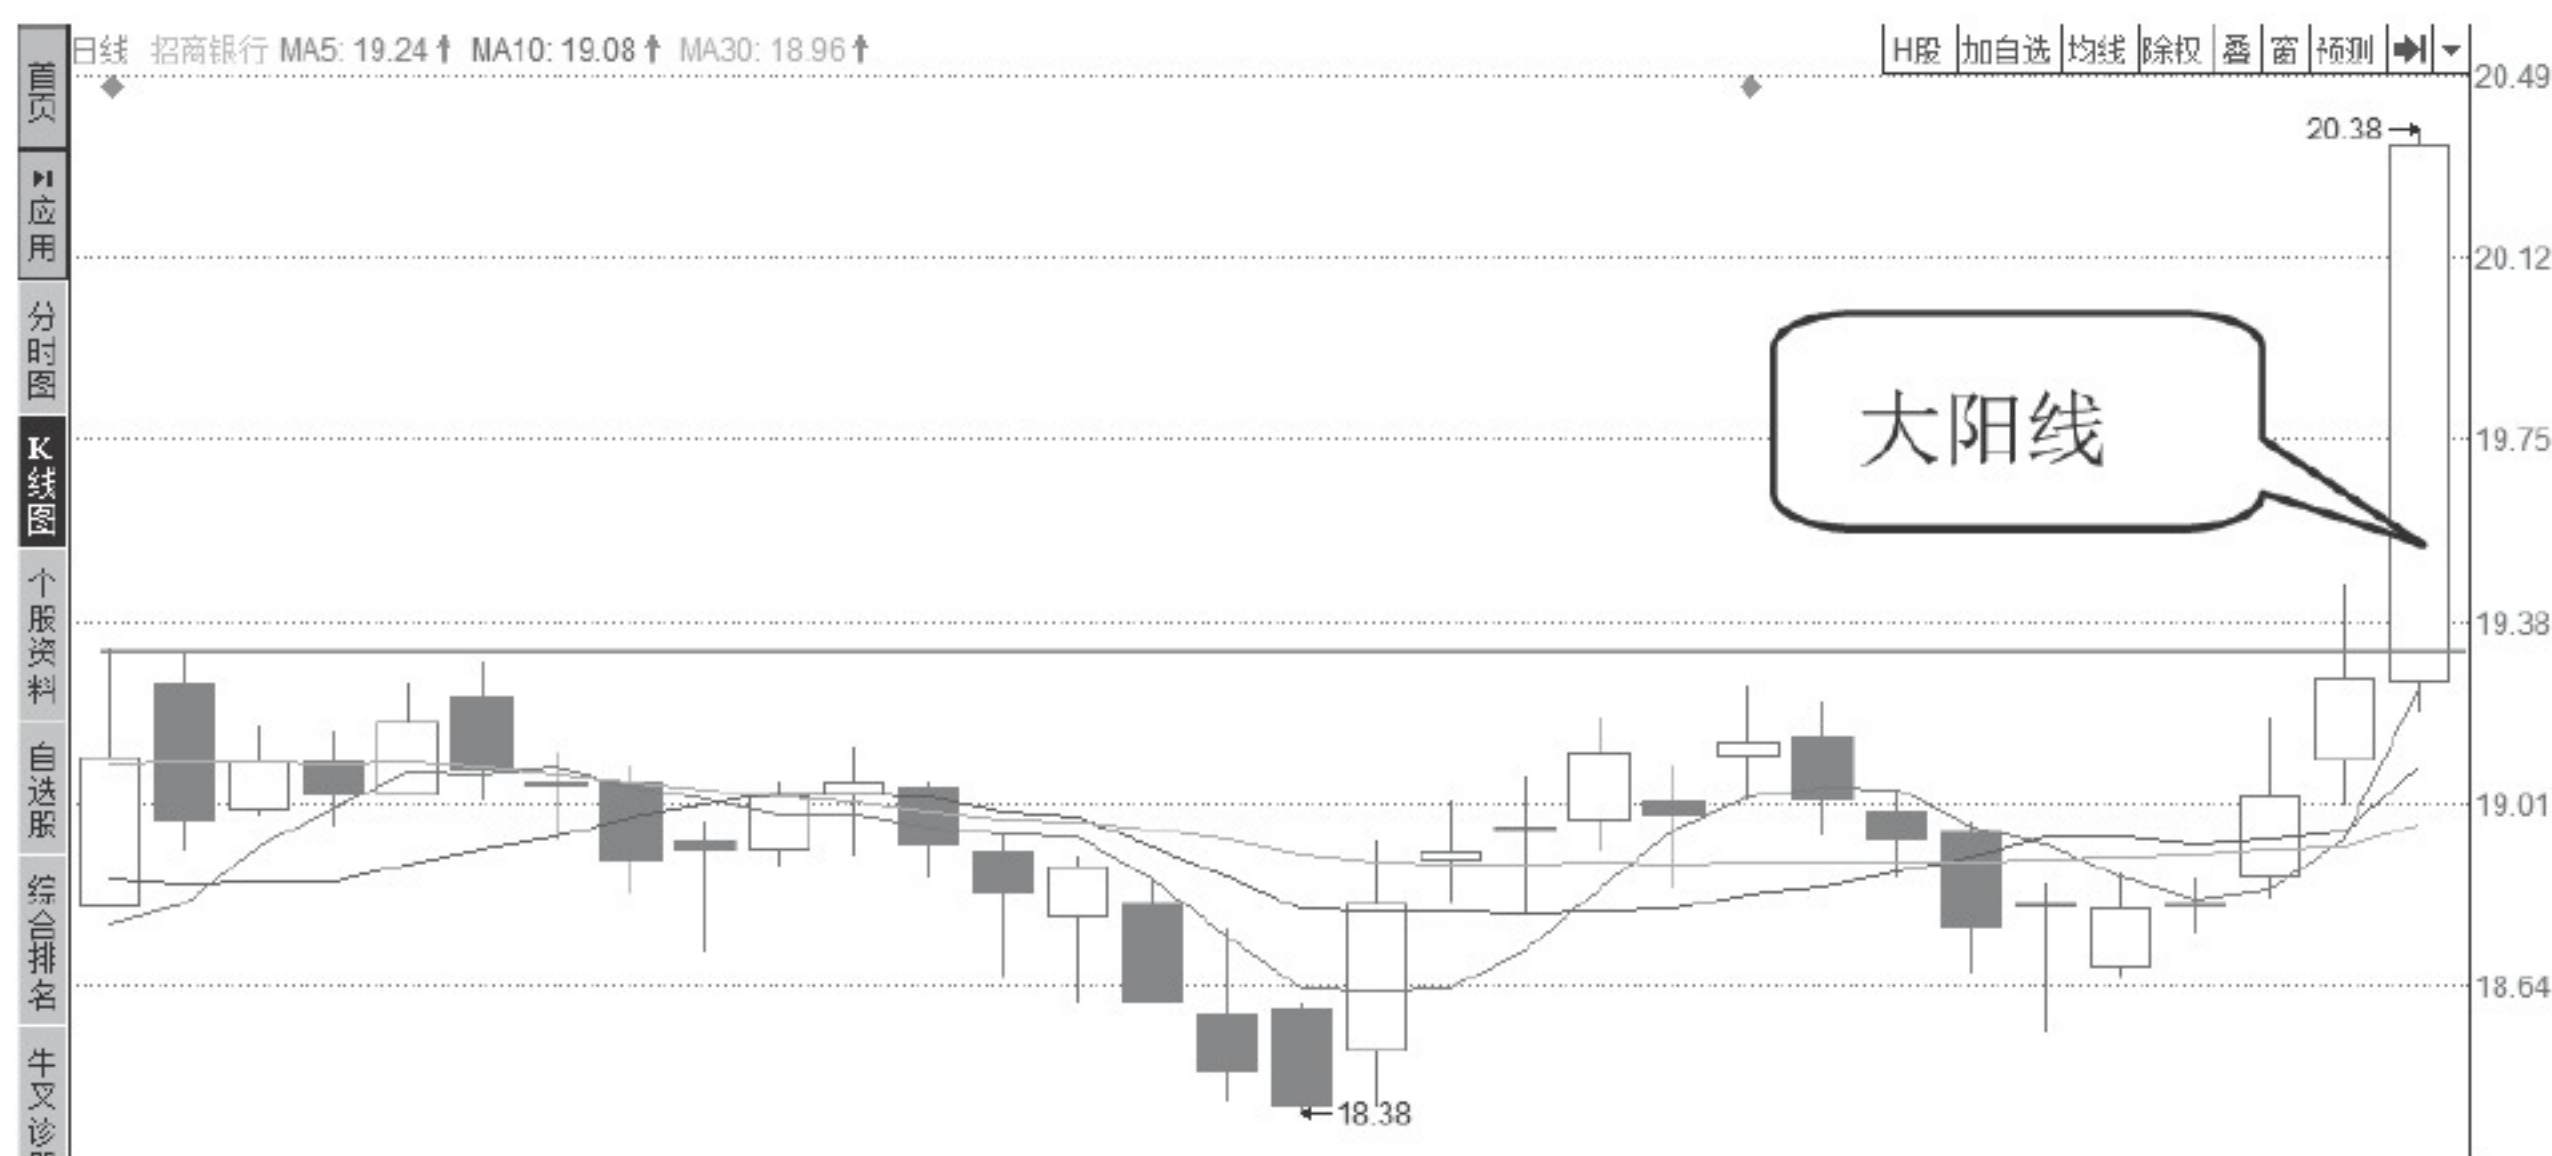 日线 招商银行 MA5: 19.24↑ MA10: 19.08↑ MA30: 18.96↑
H股 加自选 均线 除权 叠 窗 预测
首页
应用
分时图
K线图
个股资料
自选股
综合排名
牛叉诊
20.49
20.38
20.12
19.75
19.38
19.01
18.64
大阳线
18.38